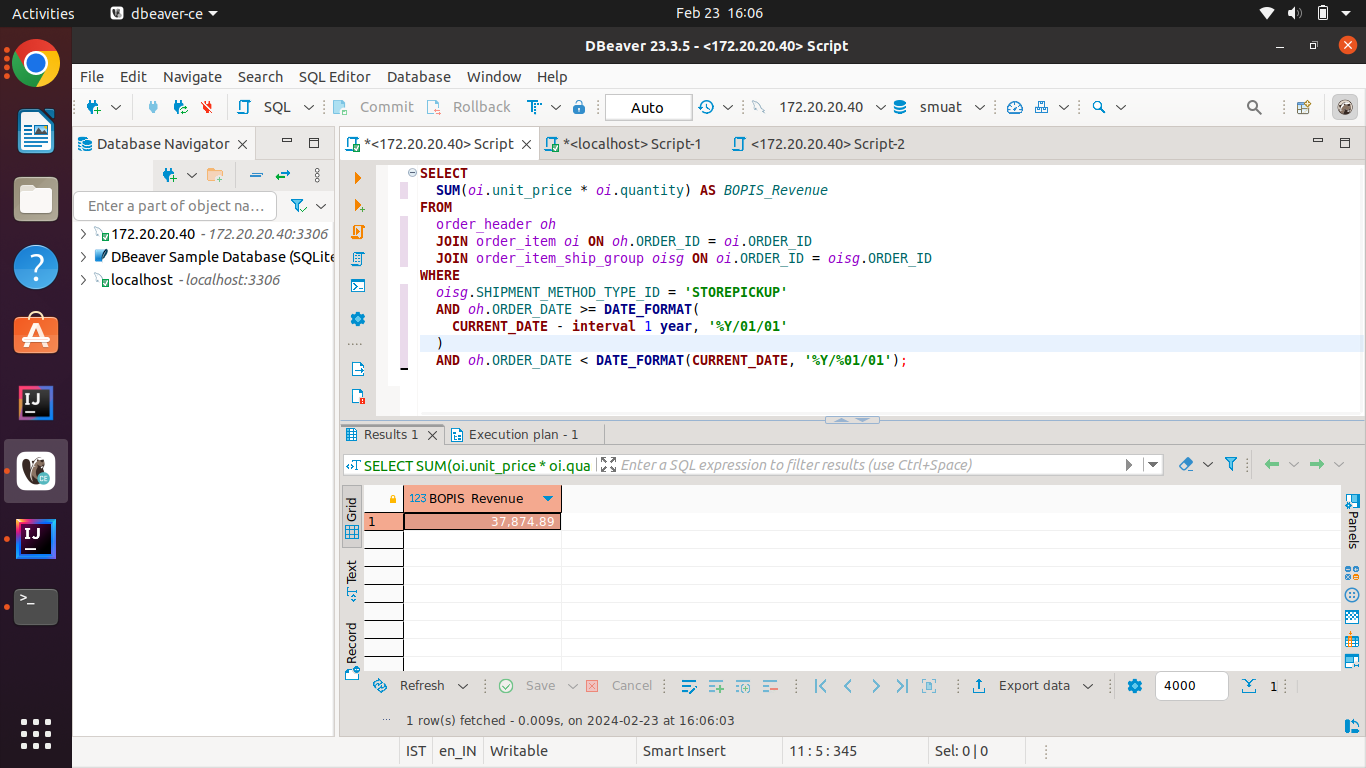 Activities dbeaver-ce Feb 23 16:06
DBeaver 23.3.5 - <172.20.20.40> Script
File Edit Navigate Search SQL Editor Database Window Help
SQL Commit Rollback Auto 172.20.20.40 smuat
Database Navigator
*<172.20.20.40> Script
*<localhost> Script-1
<172.20.20.40> Script-2
Enter a part of object na...
172.20.20.40 - 172.20.20.40:3306
DBeaver Sample Database (SQLite
localhost - localhost:3306
SELECT
SUM(oi.unit_price * oi.quantity) AS BOPIS_Revenue
FROM
order_header oh
JOIN order_item oi ON oh.ORDER_ID = oi.ORDER_ID
JOIN order_item_ship_group oisg ON oi.ORDER_ID = oisg.ORDER_ID
WHERE
oisg.SHIPMENT_METHOD_TYPE_ID = 'STOREPICKUP'
AND oh.ORDER_DATE >= DATE_FORMAT(
CURRENT_DATE - interval 1 year, '%Y/01/01'
)
AND oh.ORDER_DATE < DATE_FORMAT(CURRENT_DATE, '%Y/%01/01');
Results 1
Execution plan - 1
SELECT SUM(oi.unit_price * oi.qua
Enter a SQL expression to filter results (use Ctrl+Space)
Grid
Text
Record
123 BOPIS_Revenue
1 37,874.89
Panels
Refresh Save Cancel Export data 4000 1
1 row(s) fetched - 0.009s, on 2024-02-23 at 16:06:03
IST en_IN Writable Smart Insert 11 : 5 : 345 Sel: 0 | 0